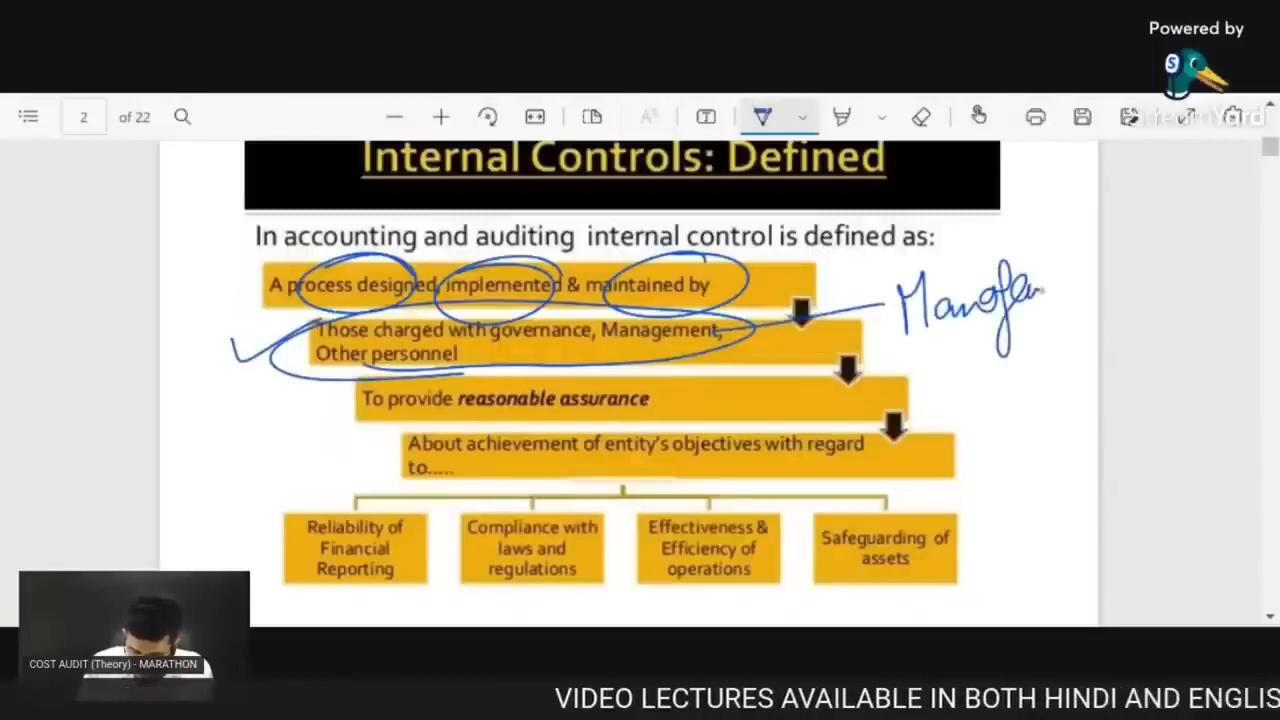 Powered by
S
2 of 22
Internal Controls: Defined
In accounting and auditing internal control is defined as:
A process designed, implemented & maintained by
Those charged with governance, Management,
Other personnel
To provide reasonable assurance
About achievement of entity's objectives with regard
to.....
Reliability of
Financial
Reporting
Compliance with
laws and
regulations
Effectiveness &
Efficiency of
operations
Safeguarding of
assets
COST AUDIT (Theory) - MARATHON
VIDEO LECTURES AVAILABLE IN BOTH HINDI AND ENGLIS